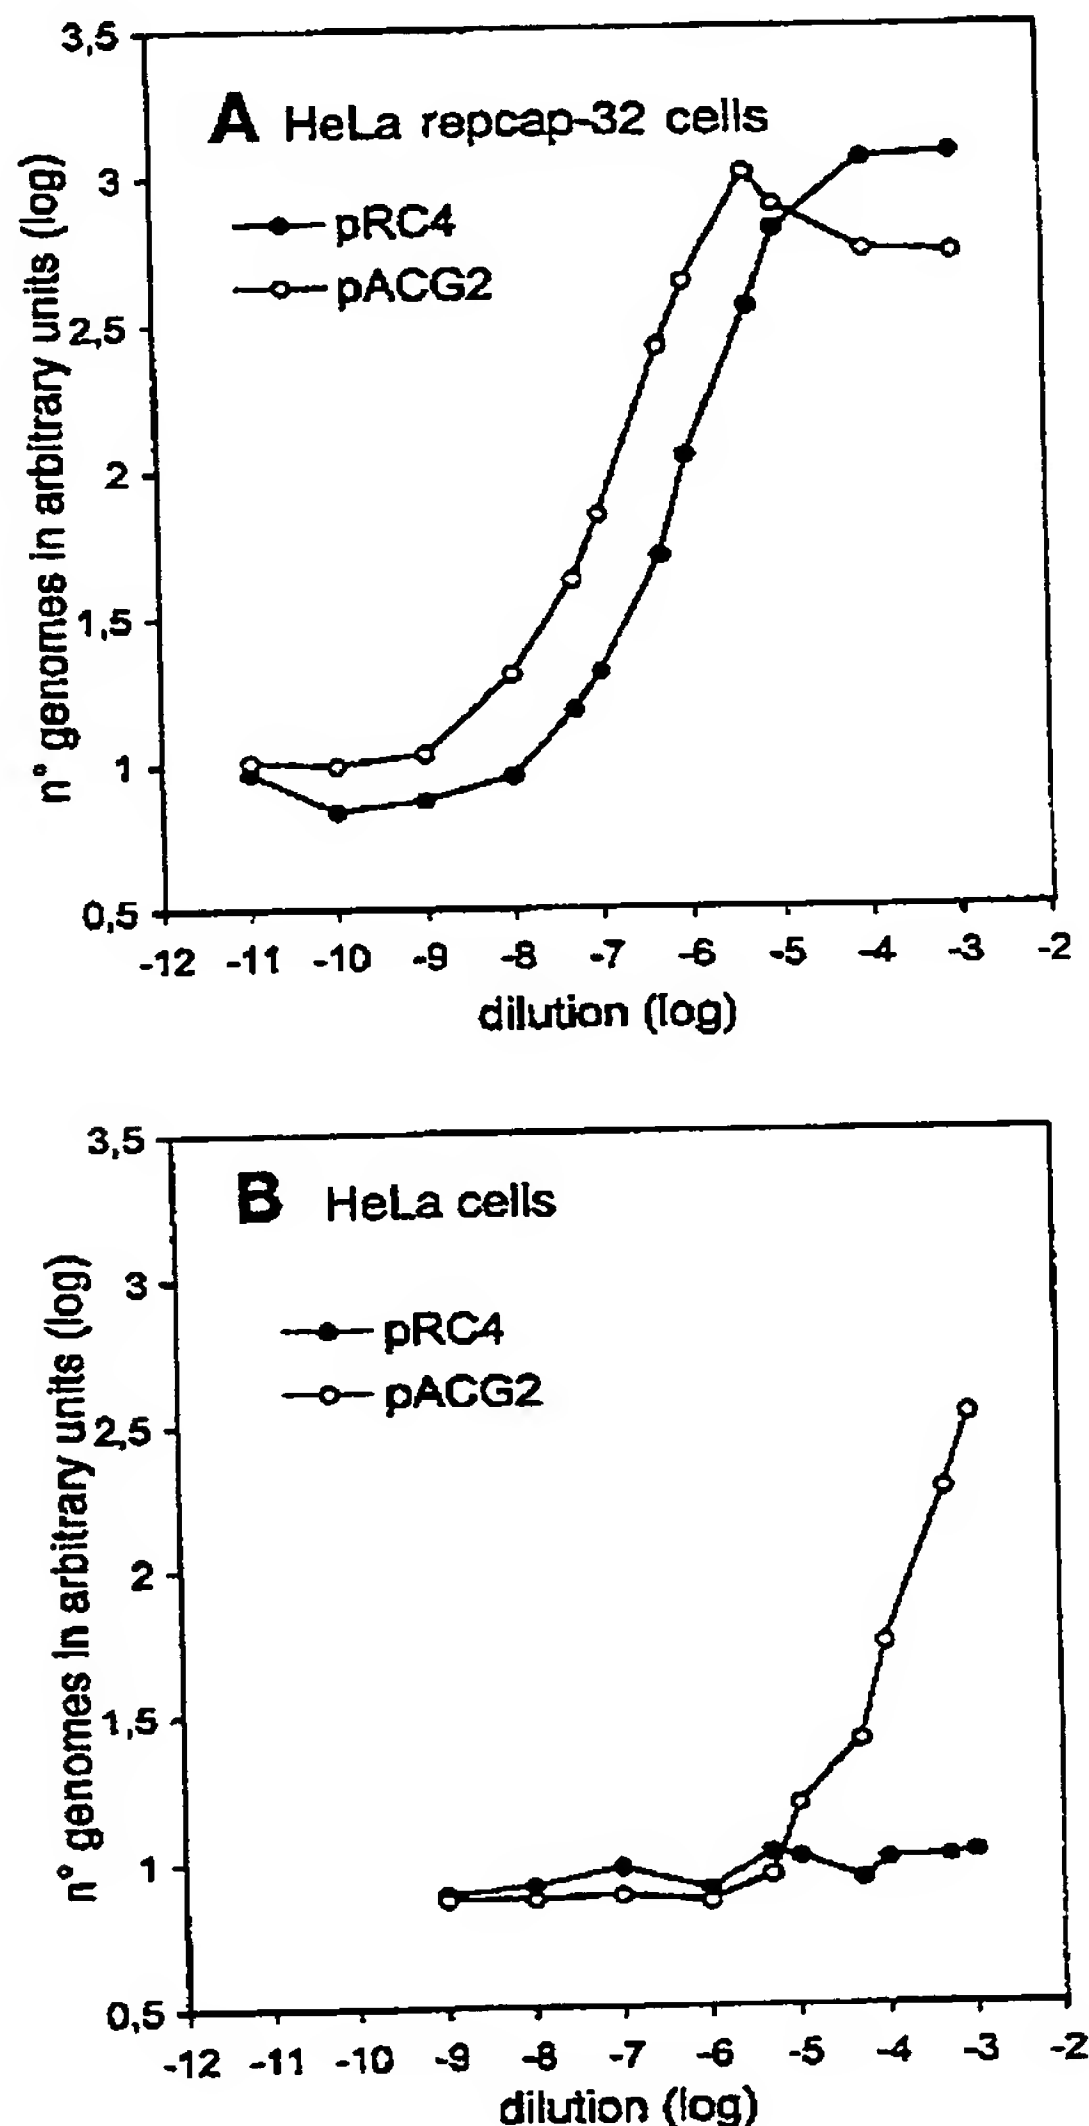 3,5
A HeLa repcap-32 cells
3
pRC4
pACG2
2,5
2
1,5
1
0,5
n° genomes in arbitrary units (log)
-12 -11 -10 -9 -8 -7 -6 -5 -4 -3 -2
dilution (log)
3,5
B HeLa cells
3
pRC4
pACG2
2,5
2
1,5
1
0,5
n° genomes in arbitrary units (log)
-12 -11 -10 -9 -8 -7 -6 -5 -4 -3 -2
dilution (log)